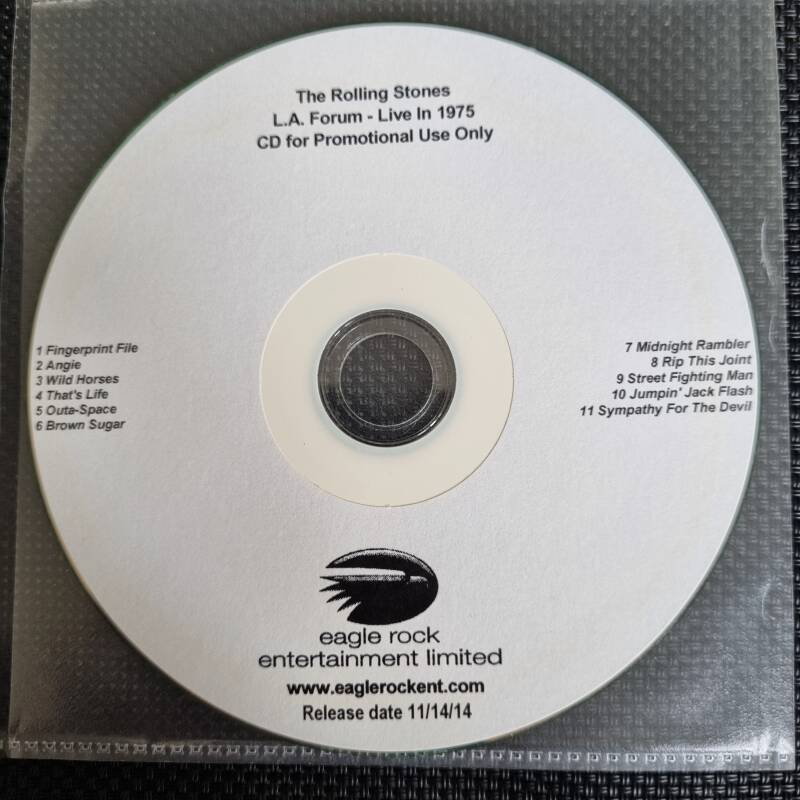 The Rolling Stones
L.A. Forum - Live In 1975
CD for Promotional Use Only
1 Fingerprint File
2 Angie
3 Wild Horses
4 That's Life
5 Outa-Space
6 Brown Sugar
7 Midnight Rambler
8 Rip This Joint
9 Street Fighting Man
10 Jumpin' Jack Flash
11 Sympathy For The Devil
eagle rock
entertainment limited
www.eaglerockent.com
Release date 11/14/14